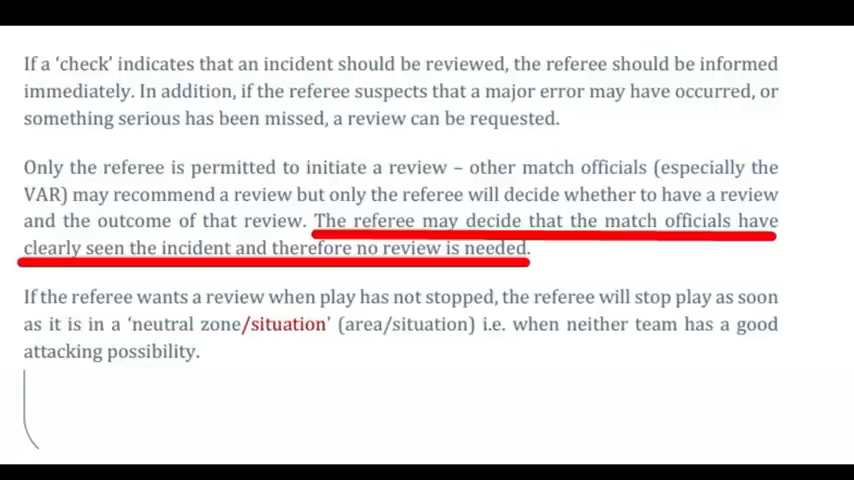 If a ‘check’ indicates that an incident should be reviewed, the referee should be informed
immediately. In addition, if the referee suspects that a major error may have occurred, or
something serious has been missed, a review can be requested.
Only the referee is permitted to initiate a review – other match officials (especially the
VAR) may recommend a review but only the referee will decide whether to have a review
and the outcome of that review. The referee may decide that the match officials have
clearly seen the incident and therefore no review is needed.
If the referee wants a review when play has not stopped, the referee will stop play as soon
as it is in a ‘neutral zone/situation’ (area/situation) i.e. when neither team has a good
attacking possibility.